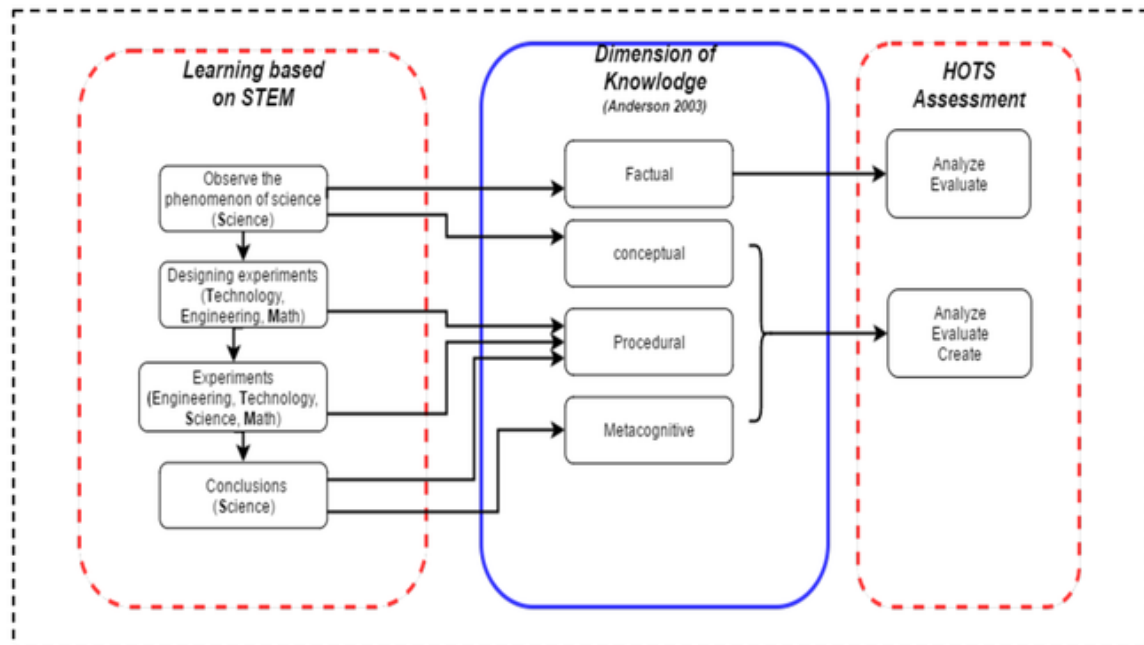 Learning based
on STEM
Observe the
phenomenon of science
(Science)
Designing experiments
(Technology,
Engineering, Math)
Experiments
(Engineering, Technology,
Science, Math)
Conclusions
(Science)
Dimension of
Knowlodge
(Anderson 2003)
Factual
conceptual
Procedural
Metacognitive
HOTS
Assessment
Analyze
Evaluate
Analyze
Evaluate
Create